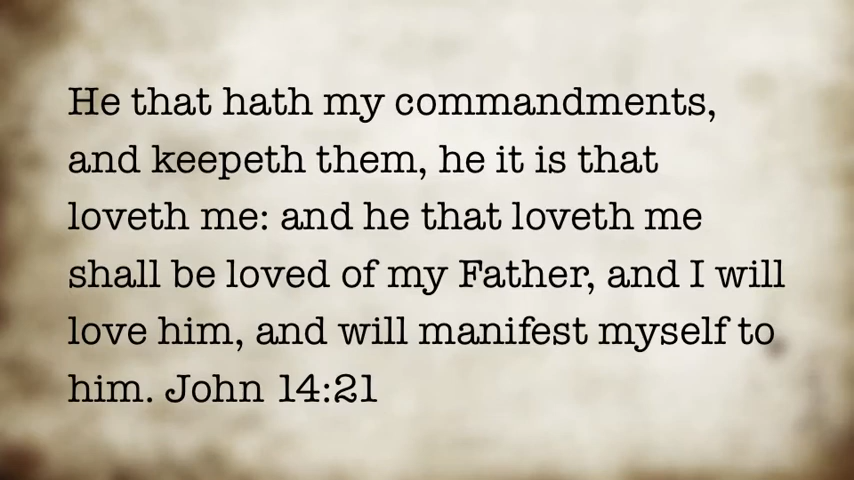 He that hath my commandments,
and keepeth them, he it is that
loveth me: and he that loveth me
shall be loved of my Father, and I will
love him, and will manifest myself to
him. John 14:21